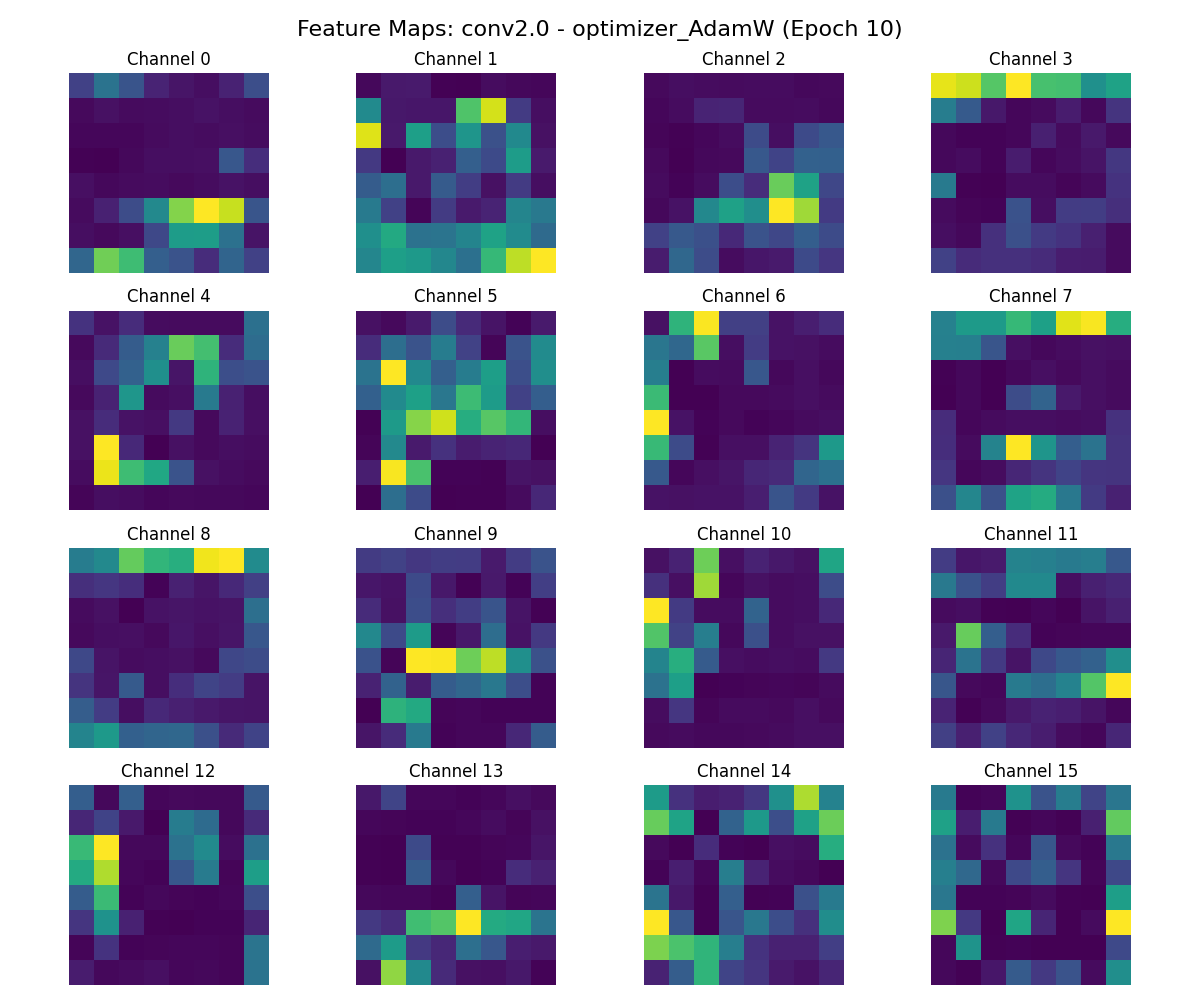 Feature Maps: conv2.0 - optimizer_AdamW (Epoch 10)
Channel 0
Channel 1
Channel 2
Channel 3
Channel 4
Channel 5
Channel 6
Channel 7
Channel 8
Channel 9
Channel 10
Channel 11
Channel 12
Channel 13
Channel 14
Channel 15